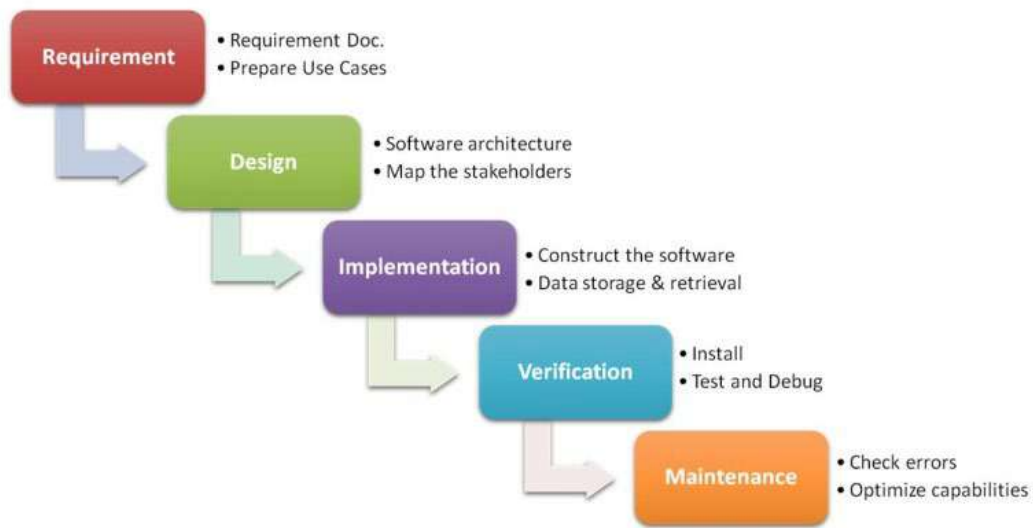 Requirement
• Requirement Doc.
• Prepare Use Cases
Design
• Software architecture
• Map the stakeholders
Implementation
• Construct the software
• Data storage & retrieval
Verification
• Install
• Test and Debug
Maintenance
• Check errors
• Optimize capabilities